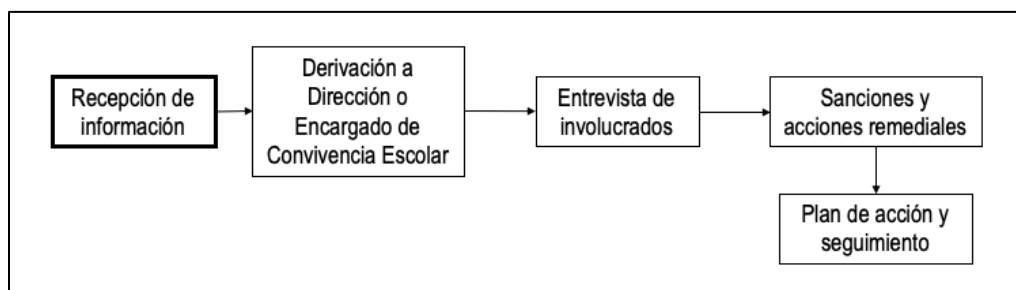 Recepción de
información
Derivación a
Dirección o
Encargado de
Convivencia Escolar
Entrevista de
involucrados
Sanciones y
acciones remediales
Plan de acción y
seguimiento